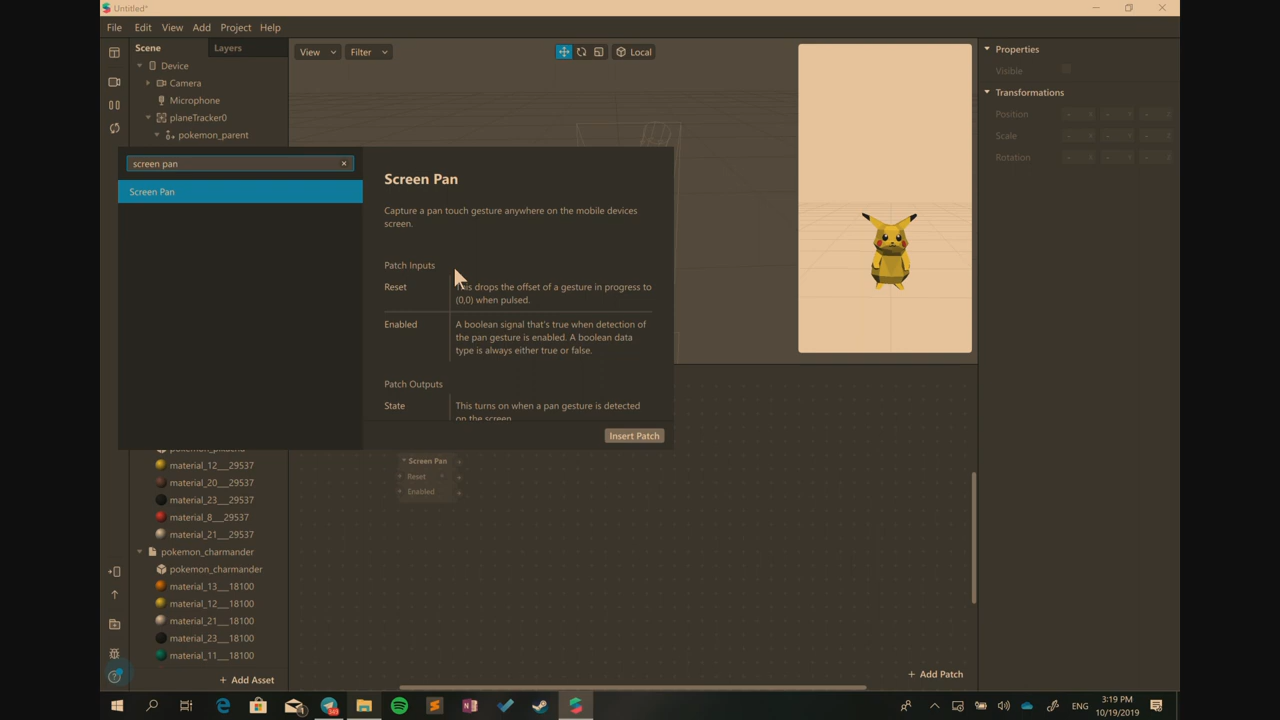 Untitled*
File Edit View Add Project Help
Scene Layers
View Filter Local
Device
Camera
Microphone
planeTracker0
pokemon_parent
screen pan
Screen Pan
Screen Pan
Capture a pan touch gesture anywhere on the mobile devices
screen.
Patch Inputs
Reset This drops the offset of a gesture in progress to
(0,0) when pulsed.
Enabled A boolean signal that's true when detection of
the pan gesture is enabled. A boolean data
type is always either true or false.
Patch Outputs
State This turns on when a pan gesture is detected
on the screen
Insert Patch
material_12__29537
material_20__29537
material_23__29537
material_8__29537
material_21__29537
pokemon_charmander
pokemon_charmander
material_13__18100
material_12__18100
material_21__18100
material_23__18100
material_11__18100
+ Add Asset
Screen Pan
Reset
Enabled
+ Add Patch
Properties
Visible
Transformations
Position - X - Y - Z
Scale - X - Y - Z
Rotation - X - Y - Z
ENG
3:19 PM
10/19/2019